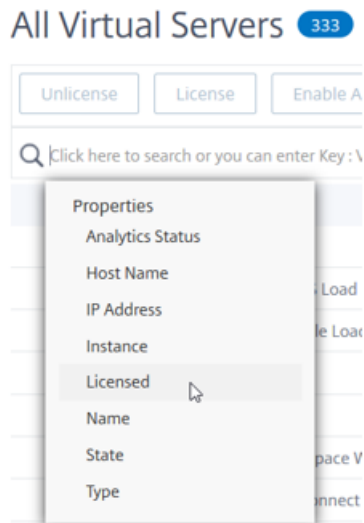 All Virtual Servers 333
Unlicense License Enable A
Click here to search or you can enter Key :
Properties
Analytics Status
Host Name
IP Address
Load
Instance
le Load
Licensed
Name
State
pace W
Type
nnect